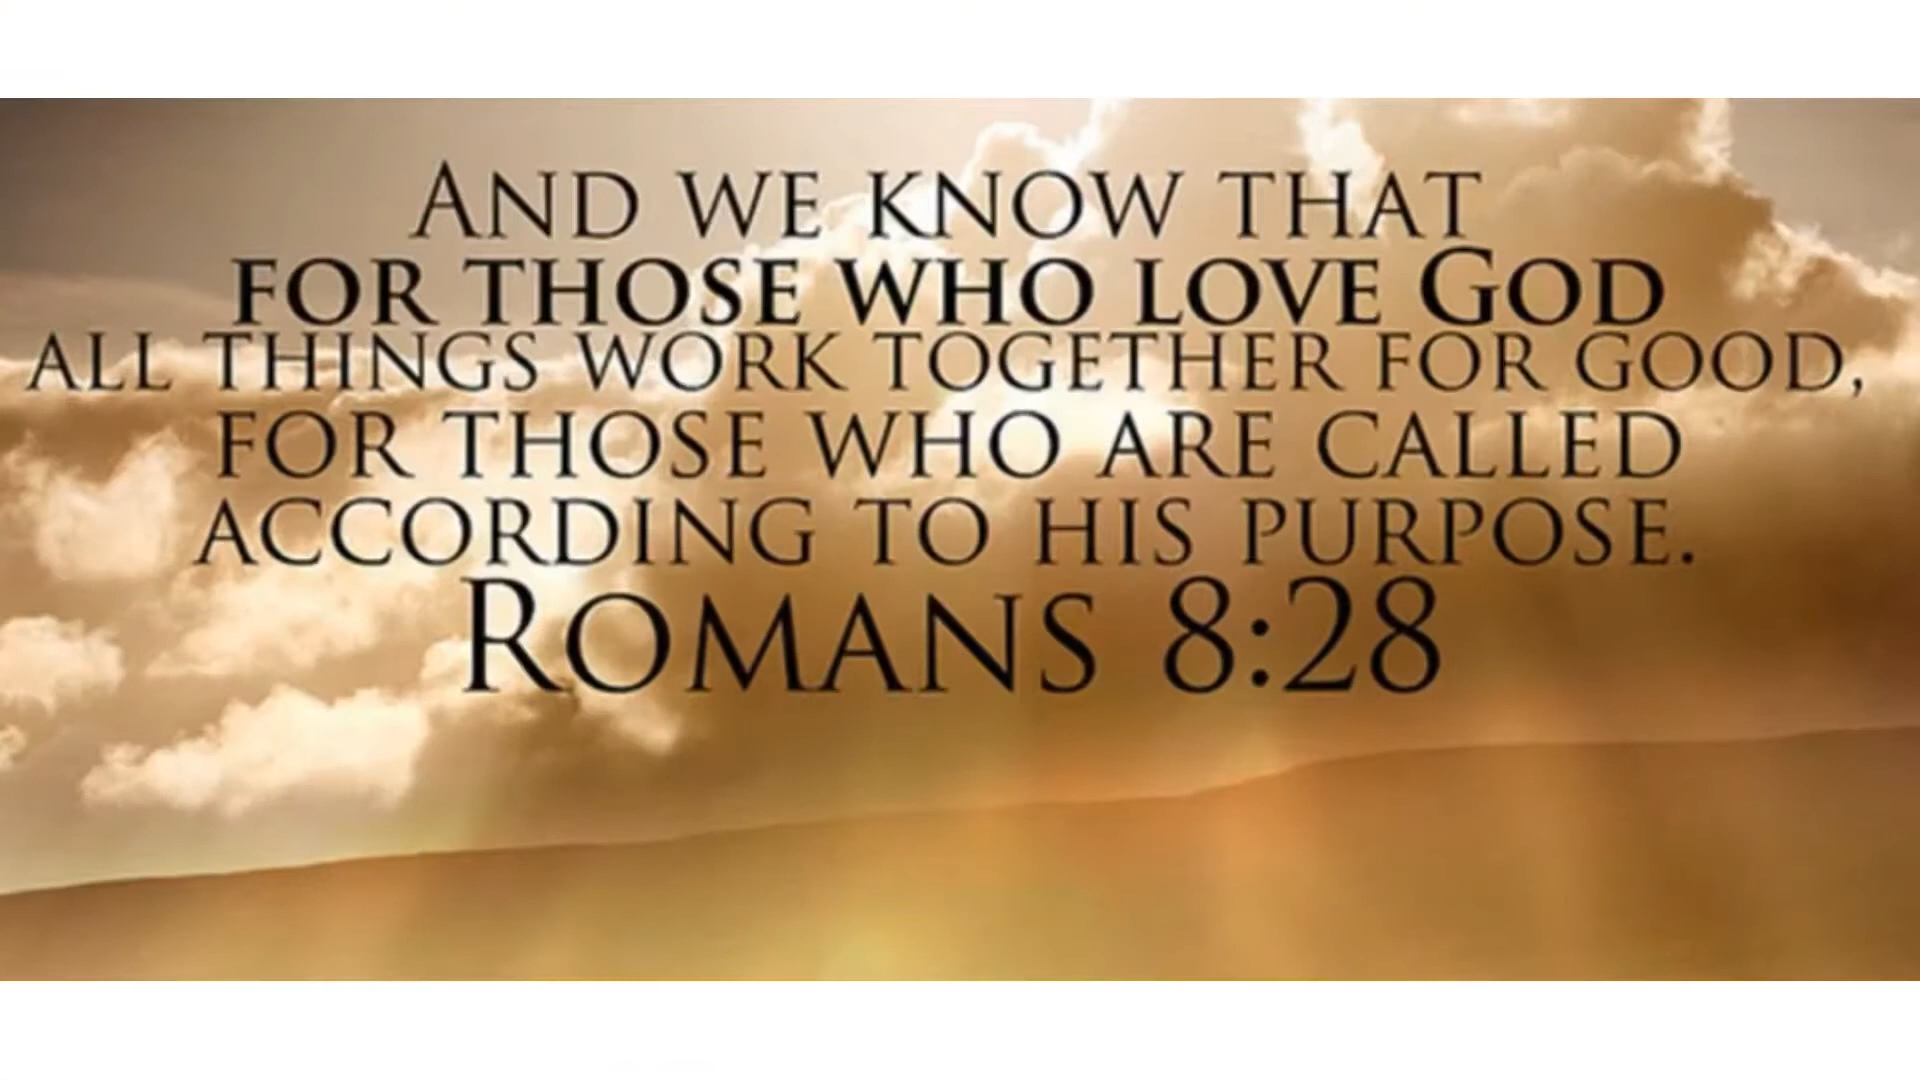 AND WE KNOW THAT
FOR THOSE WHO LOVE GOD
ALL THINGS WORK TOGETHER FOR GOOD,
FOR THOSE WHO ARE CALLED
ACCORDING TO HIS PURPOSE.
ROMANS 8:28